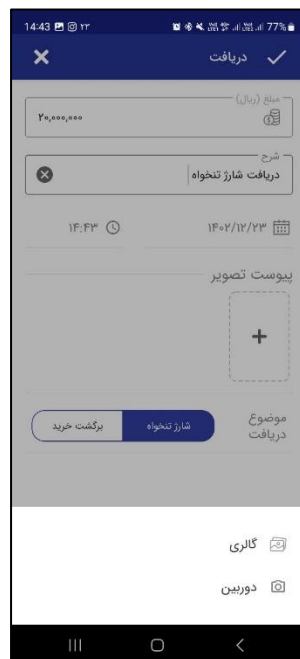 14:43 ۲۳ 77%
دریافت
مبلغ (ریال)
۲۰,۰۰۰,۰۰۰
شرح
دریافت شارژ تنخواه
۱۴۰۲/۱۲/۲۳ ۱۴:۴۳
پیوست تصویر
+
موضوع دریافت
شارژ تنخواه برگشت خرید
گالری
دوربین